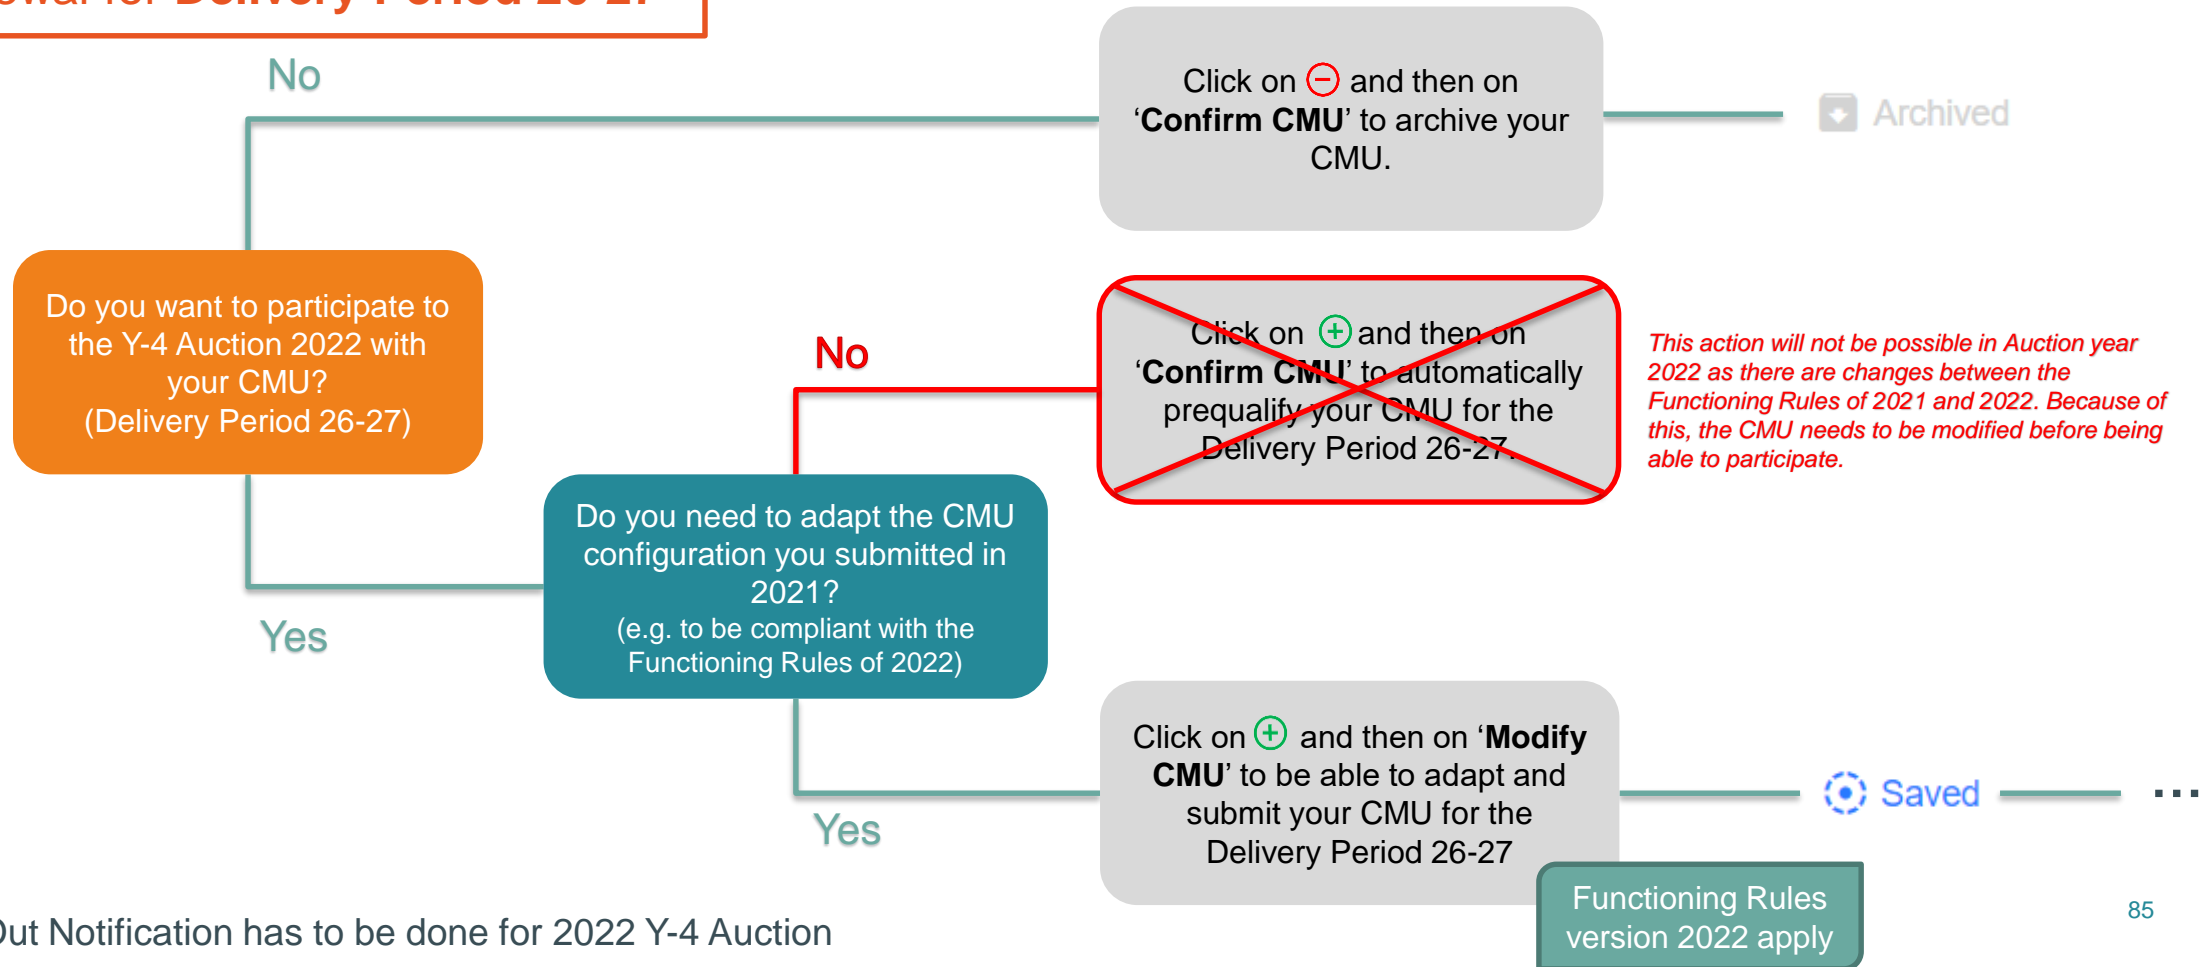 Delivery Period 26-27
No
Click on and then on
‘Confirm CMU’ to archive your
CMU.
Archived
Do you want to participate to
the Y-4 Auction 2022 with
your CMU?
(Delivery Period 26-27)
No
Click on and then on
‘Confirm CMU’ to automatically
prequalify your CMU for the
Delivery Period 26-27.
This action will not be possible in Auction year
2022 as there are changes between the
Functioning Rules of 2021 and 2022. Because of
this, the CMU needs to be modified before being
able to participate.
Yes
Do you need to adapt the CMU
configuration you submitted in
2021?
(e.g. to be compliant with the
Functioning Rules of 2022)
Yes
Click on and then on ‘Modify
CMU’ to be able to adapt and
submit your CMU for the
Delivery Period 26-27
Saved
...
Functioning Rules
version 2022 apply
Out Notification has to be done for 2022 Y-4 Auction
85